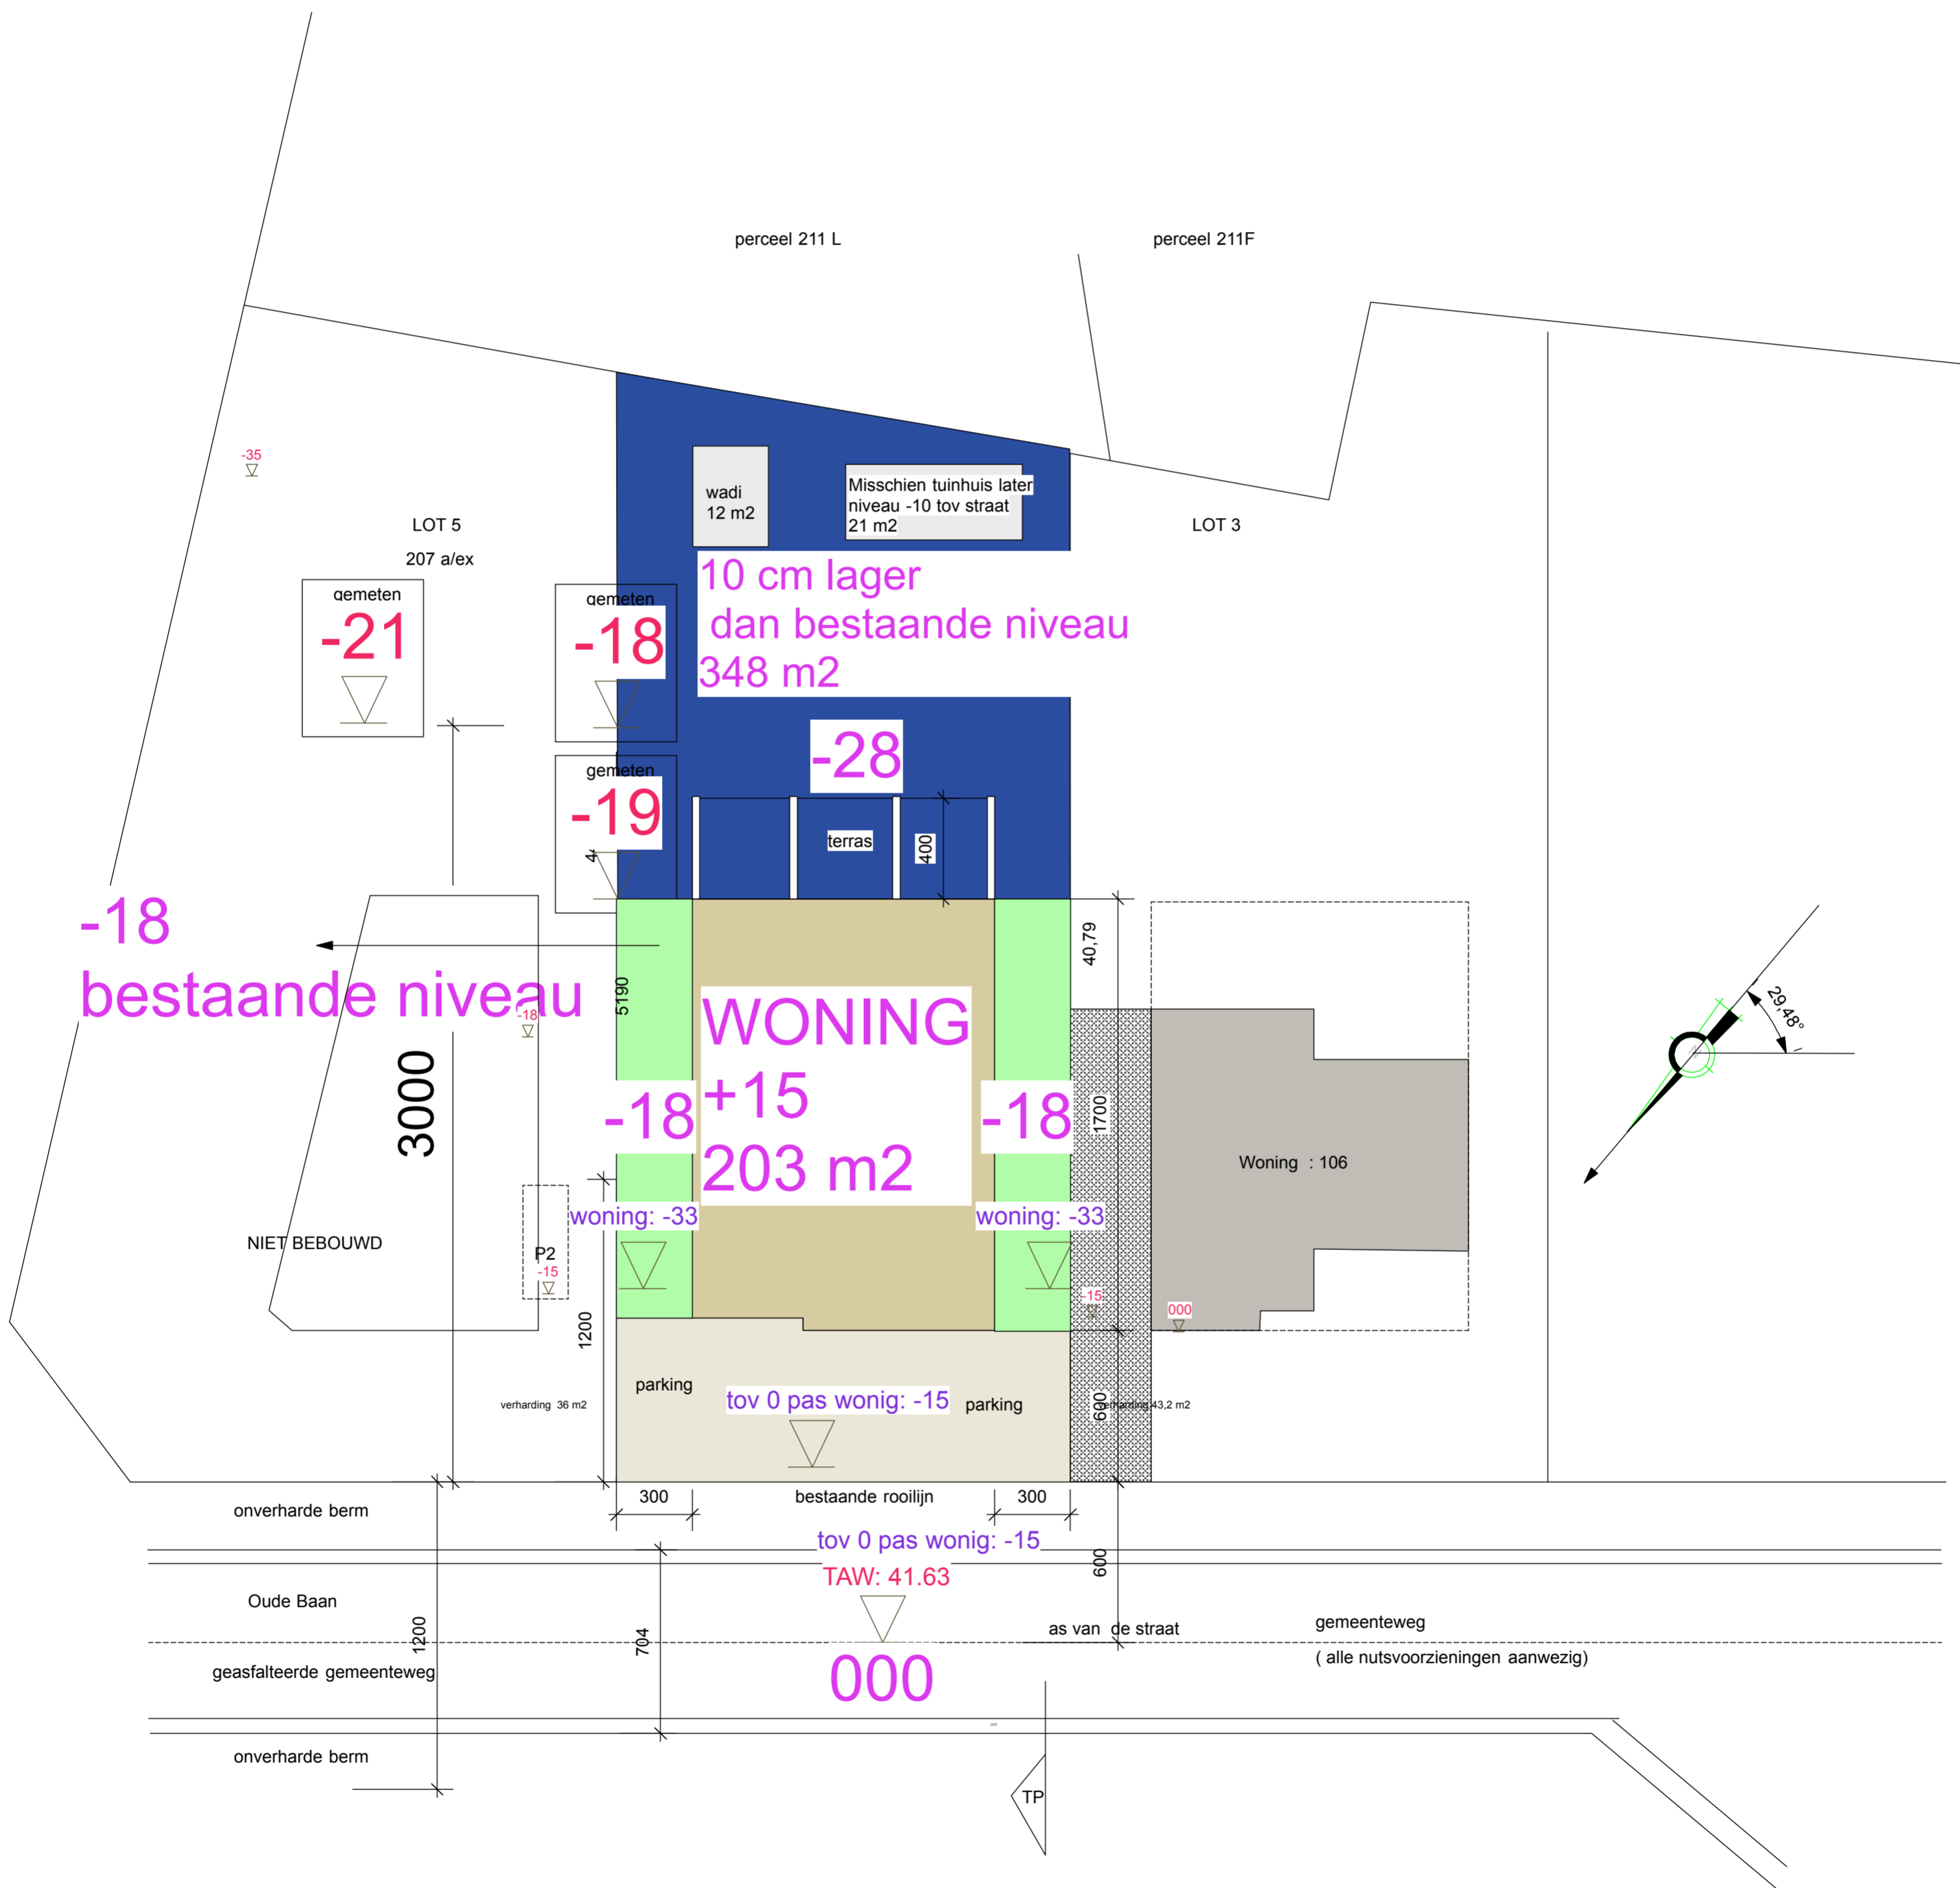 perceel 211 L
perceel 211F
-35
LOT 5
207 a/ex
wadi
12 m2
Misschien tuinhuis later
niveau -10 tov straat
21 m2
LOT 3
gemeten
-21
gemeten
-18
10 cm lager
dan bestaande niveau
348 m2
-28
gemeten
-19
terras
400
-18
bestaande niveau
-18
3000
5190
40,79
WONING
+15
203 m2
-18
-18
1700
29,48°
Woning : 106
woning: -33
woning: -33
NIET BEBOUWD
P2
-15
-15
000
1200
parking
tov 0 pas wonig: -15
parking
verharding 36 m2
600
verharding 43,2 m2
300
bestaande rooilijn
300
onverharde berm
tov 0 pas wonig: -15
TAW: 41.63
600
Oude Baan
1200
704
as van de straat
gemeenteweg
geasfalteerde gemeenteweg
000
( alle nutsvoorzieningen aanwezig)
onverharde berm
TP